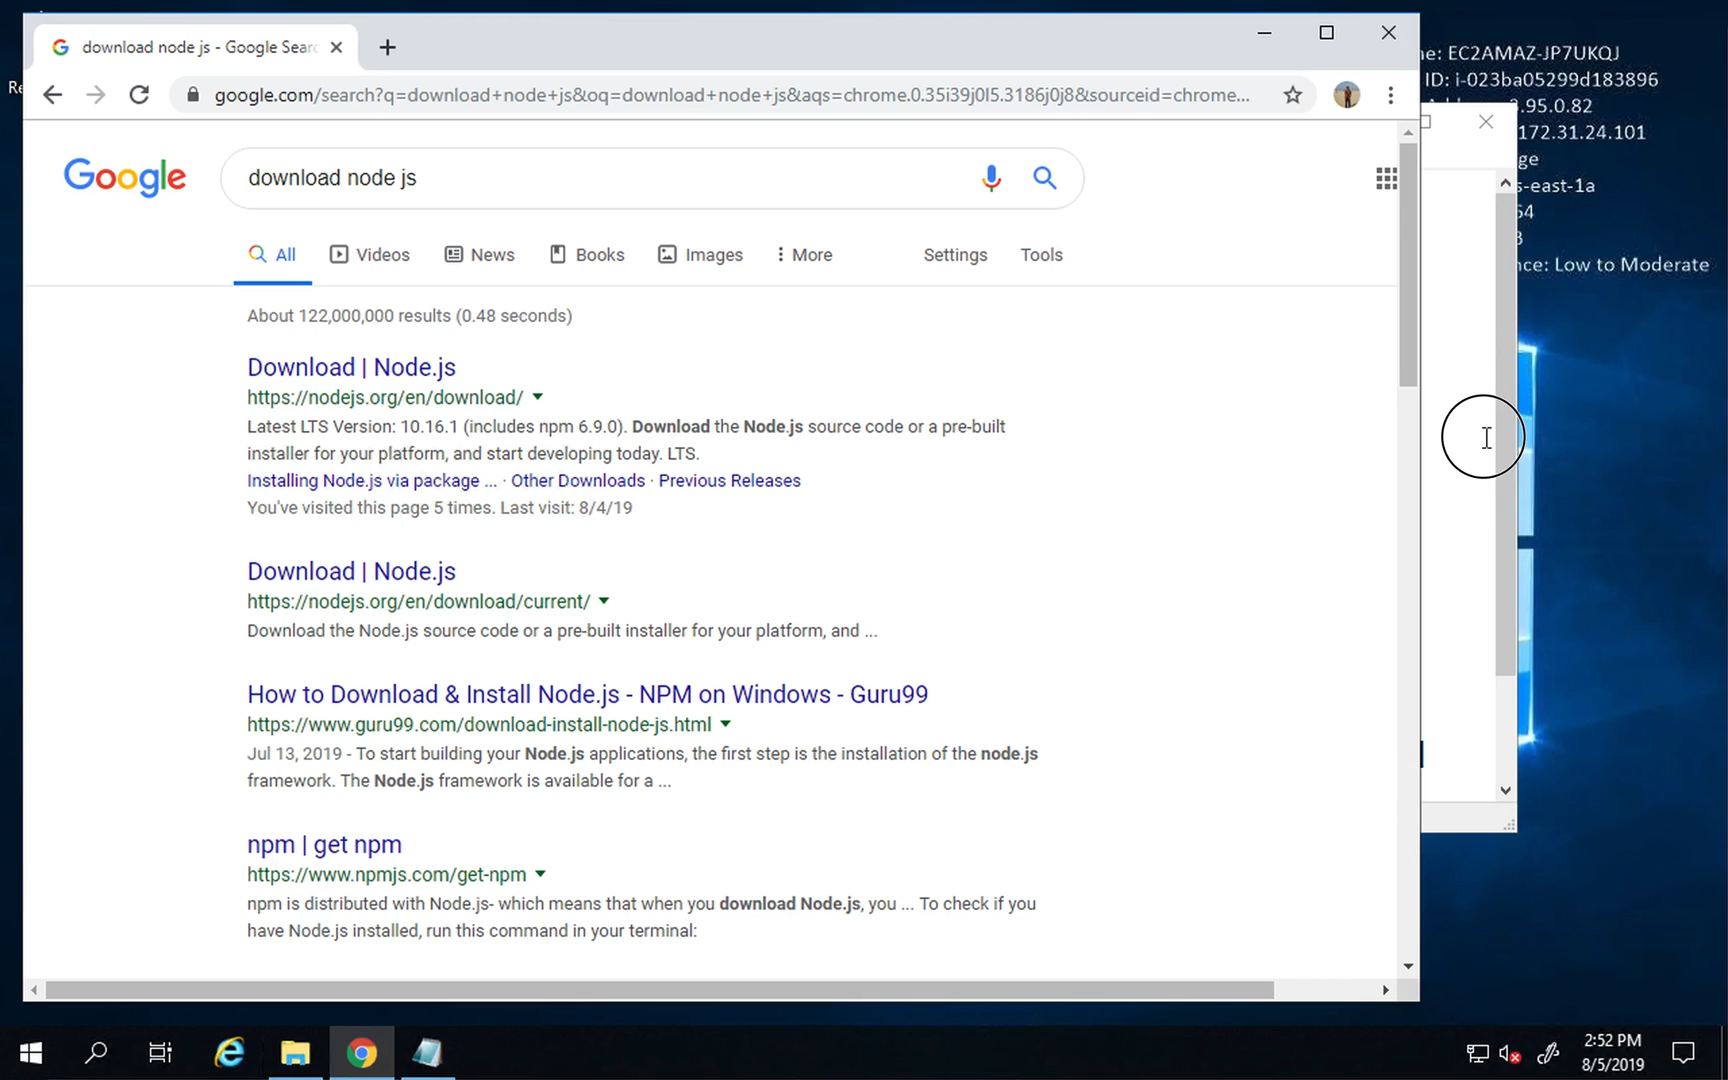 download node js - Google Sear
google.com/search?q=download+node+js&oq=download+node+js&aqs=chrome.0.35i39j0l5.3186j0j8&sourceid=chrome...
Google
download node js
All
Videos
News
Books
Images
More
Settings
Tools
About 122,000,000 results (0.48 seconds)
Download | Node.js
https://nodejs.org/en/download/
Latest LTS Version: 10.16.1 (includes npm 6.9.0). Download the Node.js source code or a pre-built
installer for your platform, and start developing today. LTS.
Installing Node.js via package ... · Other Downloads · Previous Releases
You've visited this page 5 times. Last visit: 8/4/19
Download | Node.js
https://nodejs.org/en/download/current/
Download the Node.js source code or a pre-built installer for your platform, and ...
How to Download & Install Node.js - NPM on Windows - Guru99
https://www.guru99.com/download-install-node-js.html
Jul 13, 2019 - To start building your Node.js applications, the first step is the installation of the node.js
framework. The Node.js framework is available for a ...
npm | get npm
https://www.npmjs.com/get-npm
npm is distributed with Node.js- which means that when you download Node.js, you ... To check if you
have Node.js installed, run this command in your terminal:
Re
ne: EC2AMAZ-JP7UKQJ
ID: i-023ba05299d183896
.95.0.82
172.31.24.101
ge
s-east-1a
64
nce: Low to Moderate
2:52 PM
8/5/2019